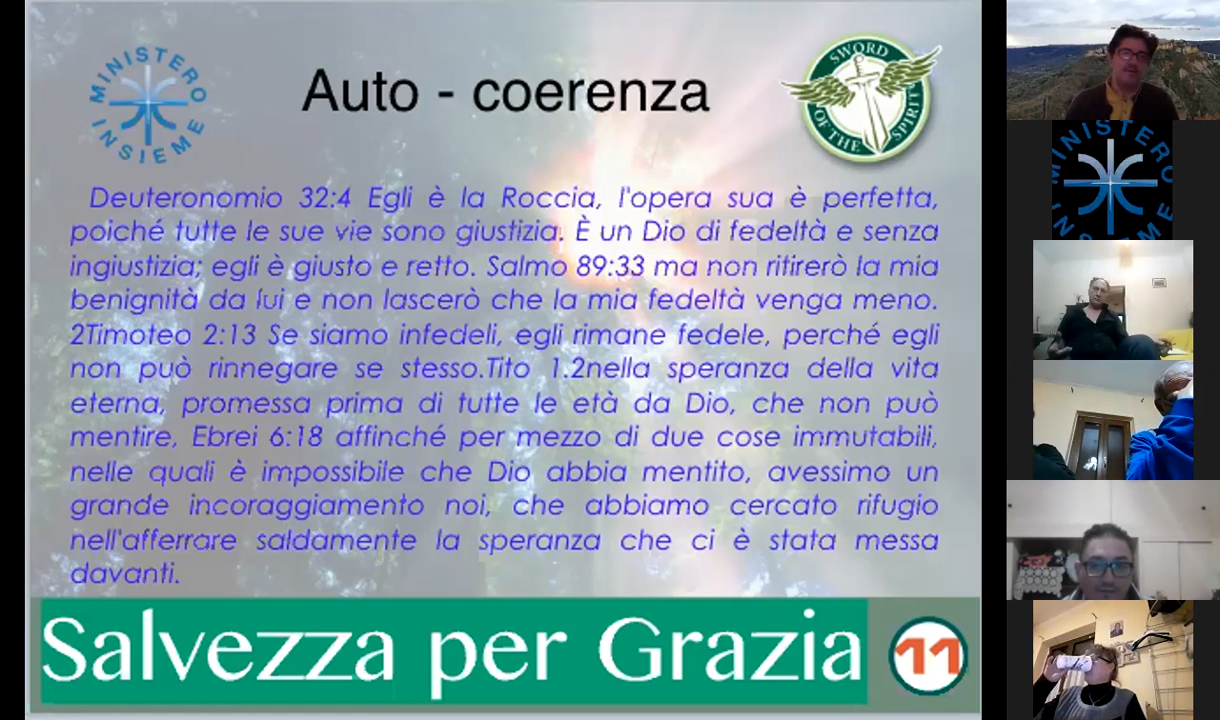 MINISTERO INSIEME
Auto - coerenza
SWORD OF THE SPIRIT
Deuteronomio 32:4 Egli è la Roccia, l'opera sua è perfetta,
poiché tutte le sue vie sono giustizia. È un Dio di fedeltà e senza
ingiustizia; egli è giusto e retto. Salmo 89:33 ma non ritirerò la mia
benignità da lui e non lascerò che la mia fedeltà venga meno.
2Timoteo 2:13 Se siamo infedeli, egli rimane fedele, perché egli
non può rinnegare se stesso.Tito 1.2nella speranza della vita
eterna, promessa prima di tutte le età da Dio, che non può
mentire, Ebrei 6:18 affinché per mezzo di due cose immutabili,
nelle quali è impossibile che Dio abbia mentito, avessimo un
grande incoraggiamento noi, che abbiamo cercato rifugio
nell'afferrare saldamente la speranza che ci è stata messa
davanti.
Salvezza per Grazia
11
MINISTERO